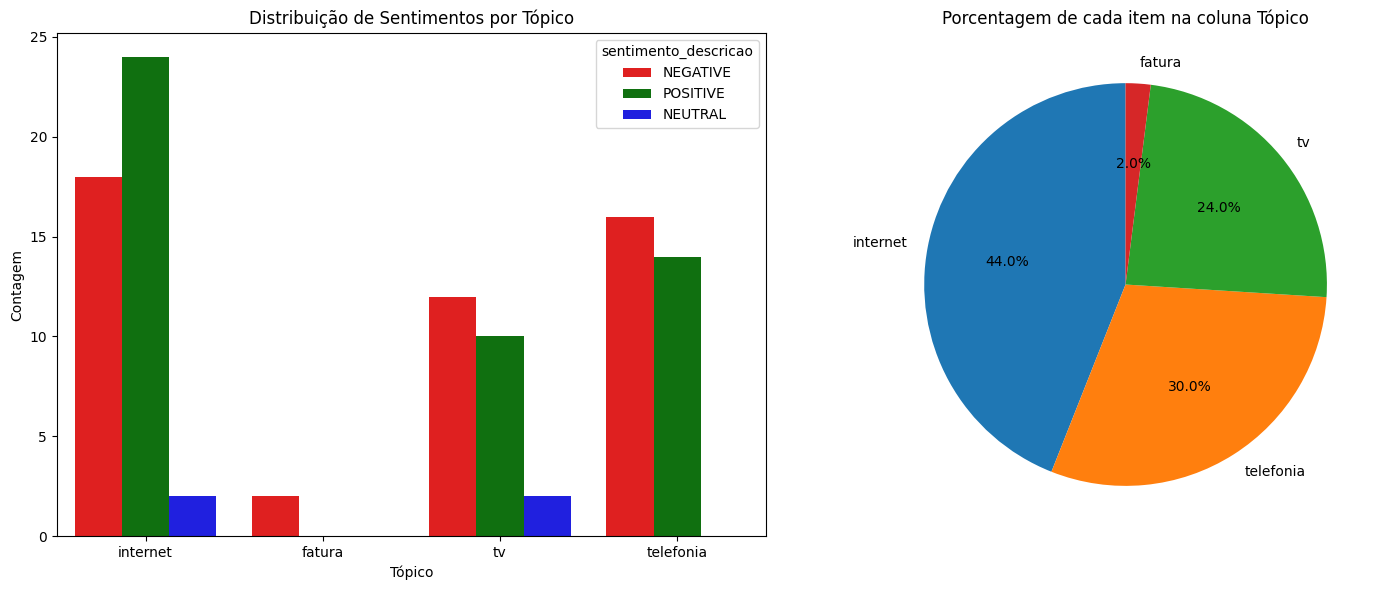 Distribuição de Sentimentos por Tópico
Contagem
25
20
15
10
5
0
sentimento_descricao
NEGATIVE
POSITIVE
NEUTRAL
internet
fatura
tv
telefonia
Tópico
Porcentagem de cada item na coluna Tópico
fatura
2.0%
tv
24.0%
internet
44.0%
30.0%
telefonia